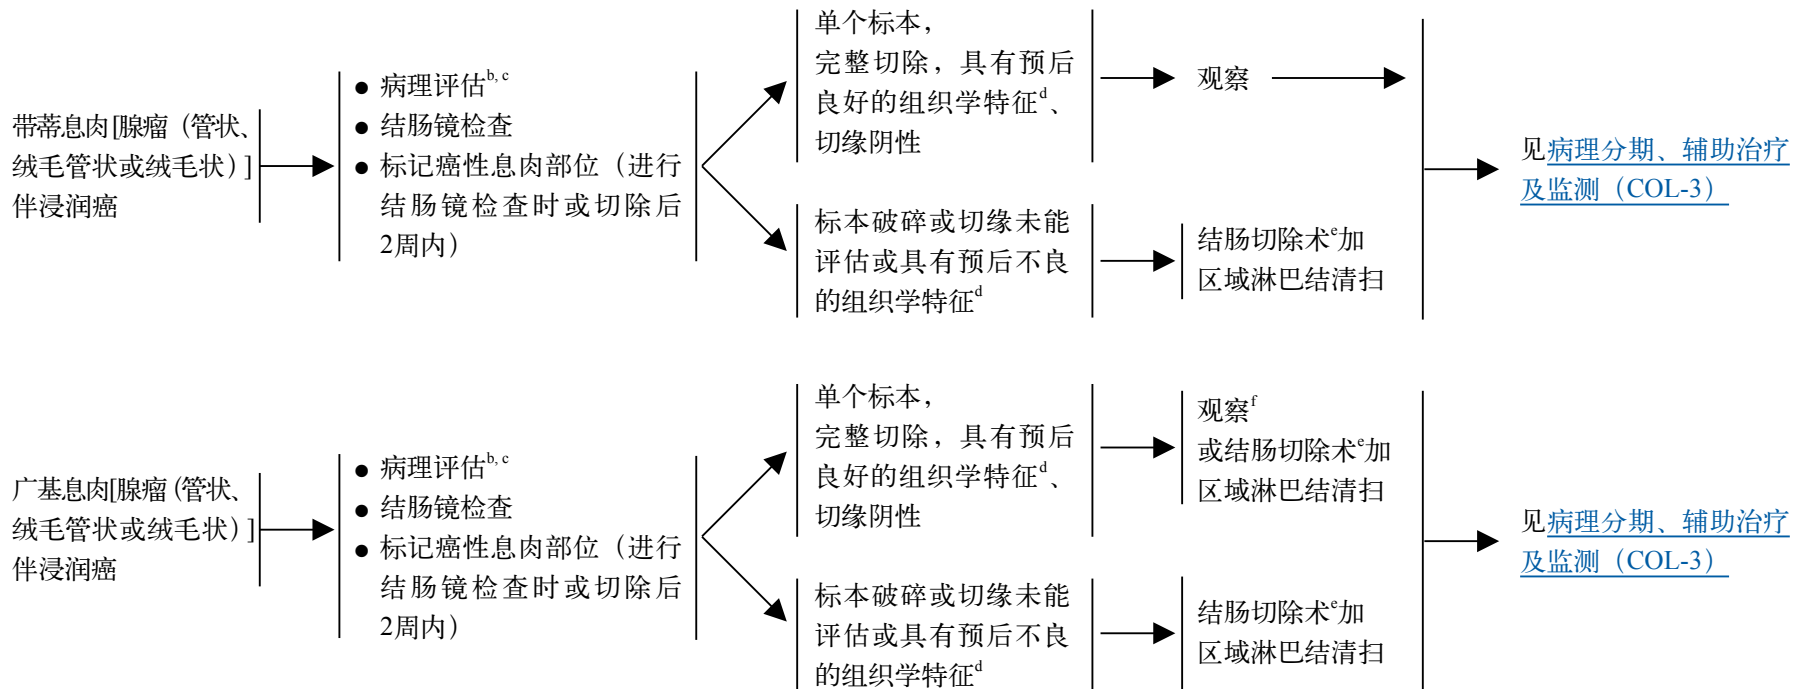 带蒂息肉[腺瘤（管状、
绒毛管状或绒毛状）]
伴浸润癌
● 病理评估b, c
● 结肠镜检查
● 标记癌性息肉部位（进行
结肠镜检查时或切除后
2周内）
单个标本，
完整切除，具有预后
良好的组织学特征d、
切缘阴性
观察
标本破碎或切缘未能
评估或具有预后不良
的组织学特征d
结肠切除术e加
区域淋巴结清扫
见病理分期、辅助治疗
及监测（COL-3）
广基息肉[腺瘤（管状、
绒毛管状或绒毛状）]
伴浸润癌
● 病理评估b, c
● 结肠镜检查
● 标记癌性息肉部位（进行
结肠镜检查时或切除后
2周内）
单个标本，
完整切除，具有预后
良好的组织学特征d、
切缘阴性
观察f
或结肠切除术e加
区域淋巴结清扫
标本破碎或切缘未能
评估或具有预后不良
的组织学特征d
结肠切除术e加
区域淋巴结清扫
见病理分期、辅助治疗
及监测（COL-3）